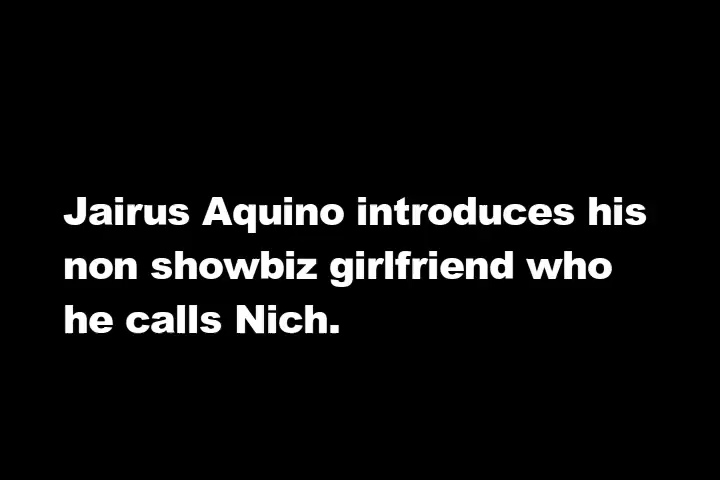 Jairus Aquino introduces his
non showbiz girlfriend who
he calls Nich.